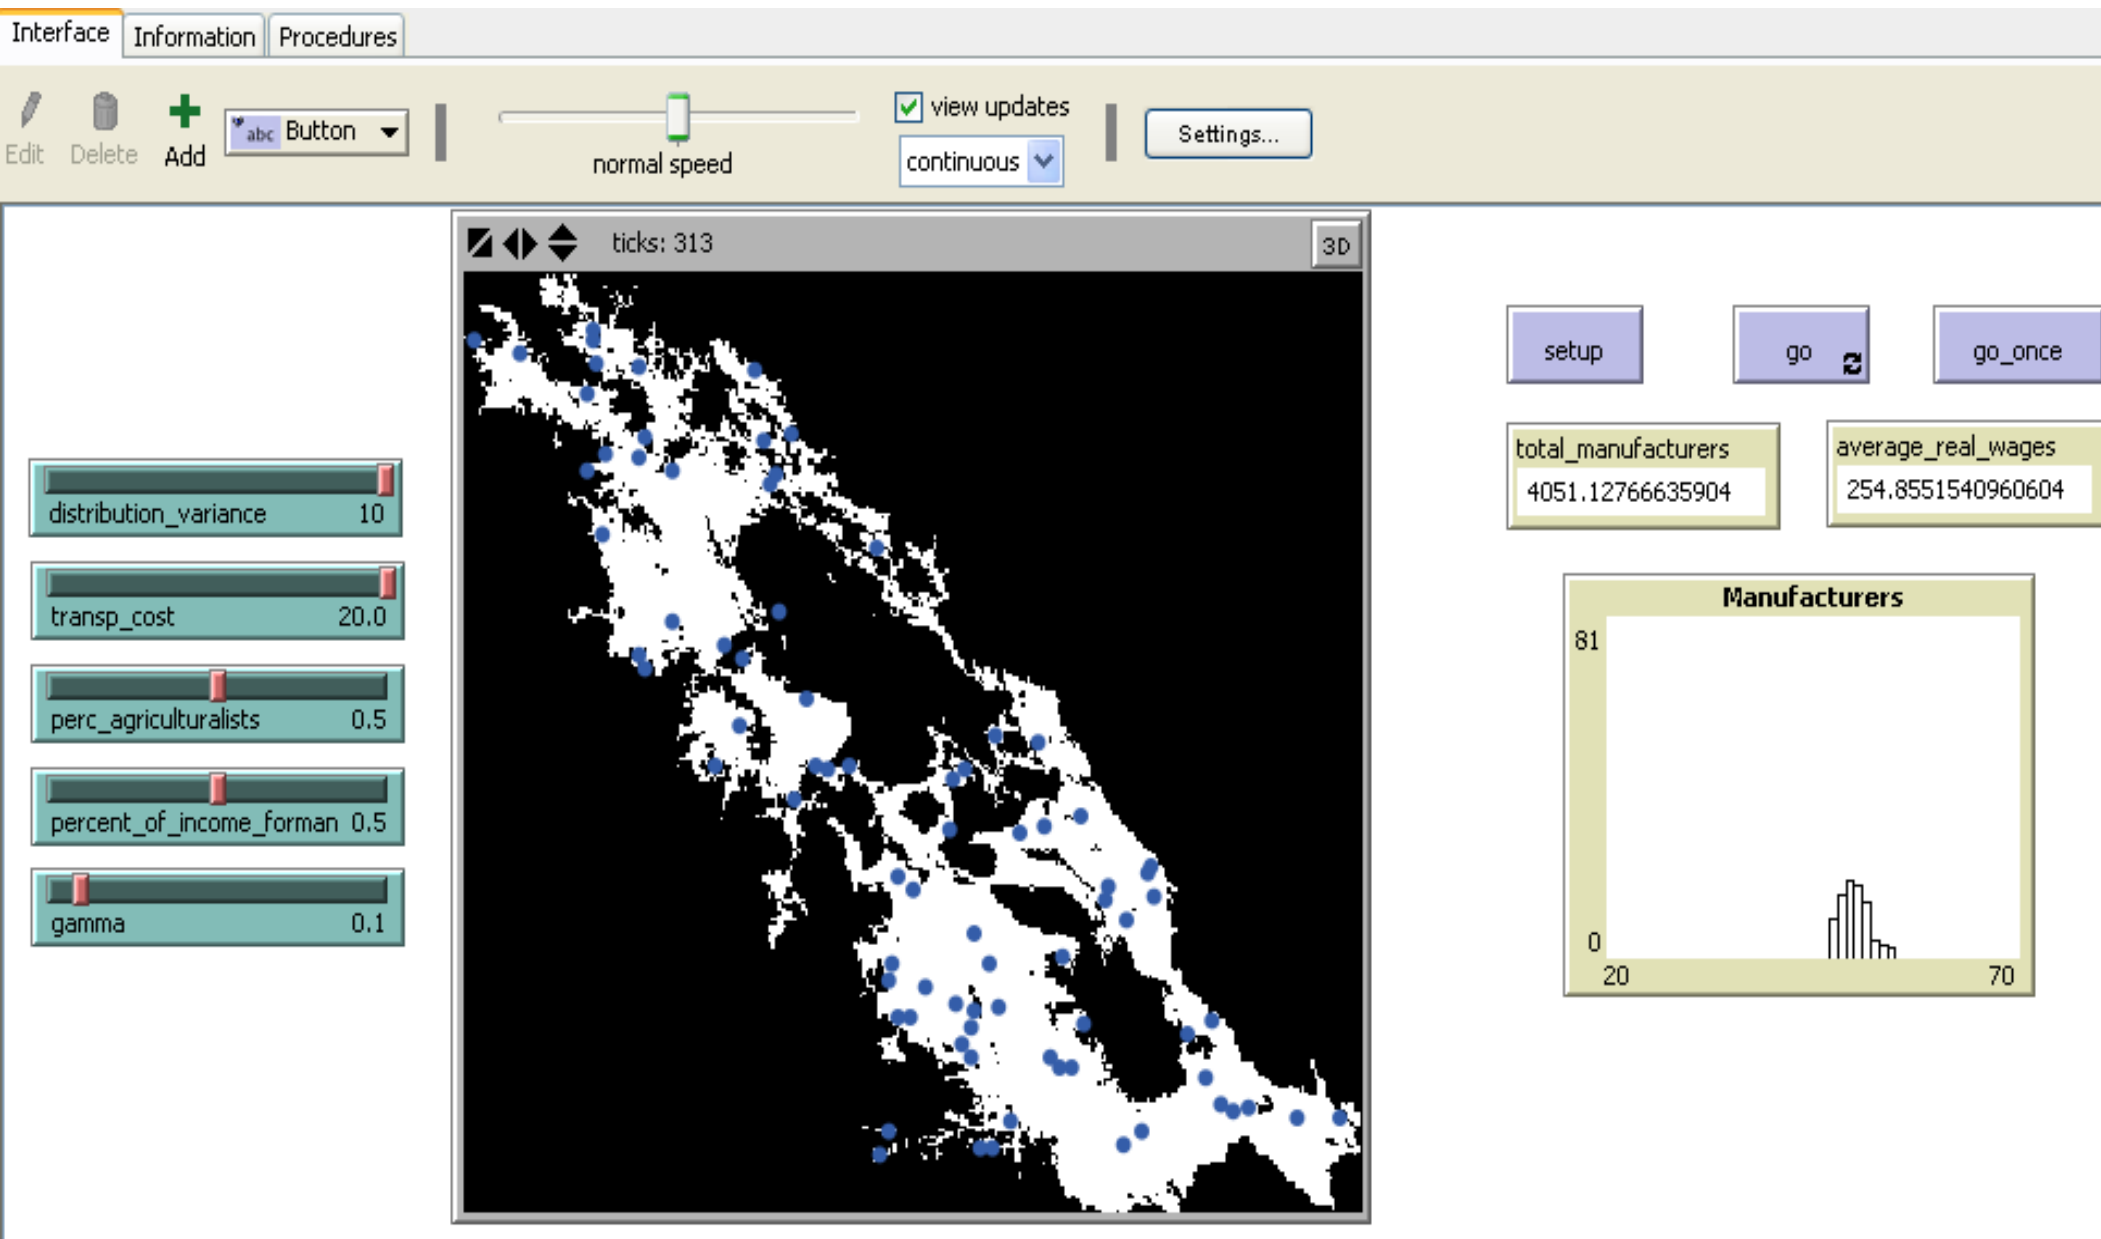 Interface Information Procedures
Edit Delete Add abc Button normal speed view updates continuous Settings...
ticks: 313 3D
distribution_variance 10
transp_cost 20.0
perc_agriculturalists 0.5
percent_of_income_forman 0.5
gamma 0.1
setup go go_once
total_manufacturers
4051.12766635904
average_real_wages
254.8551540960604
Manufacturers
81
0
20 70